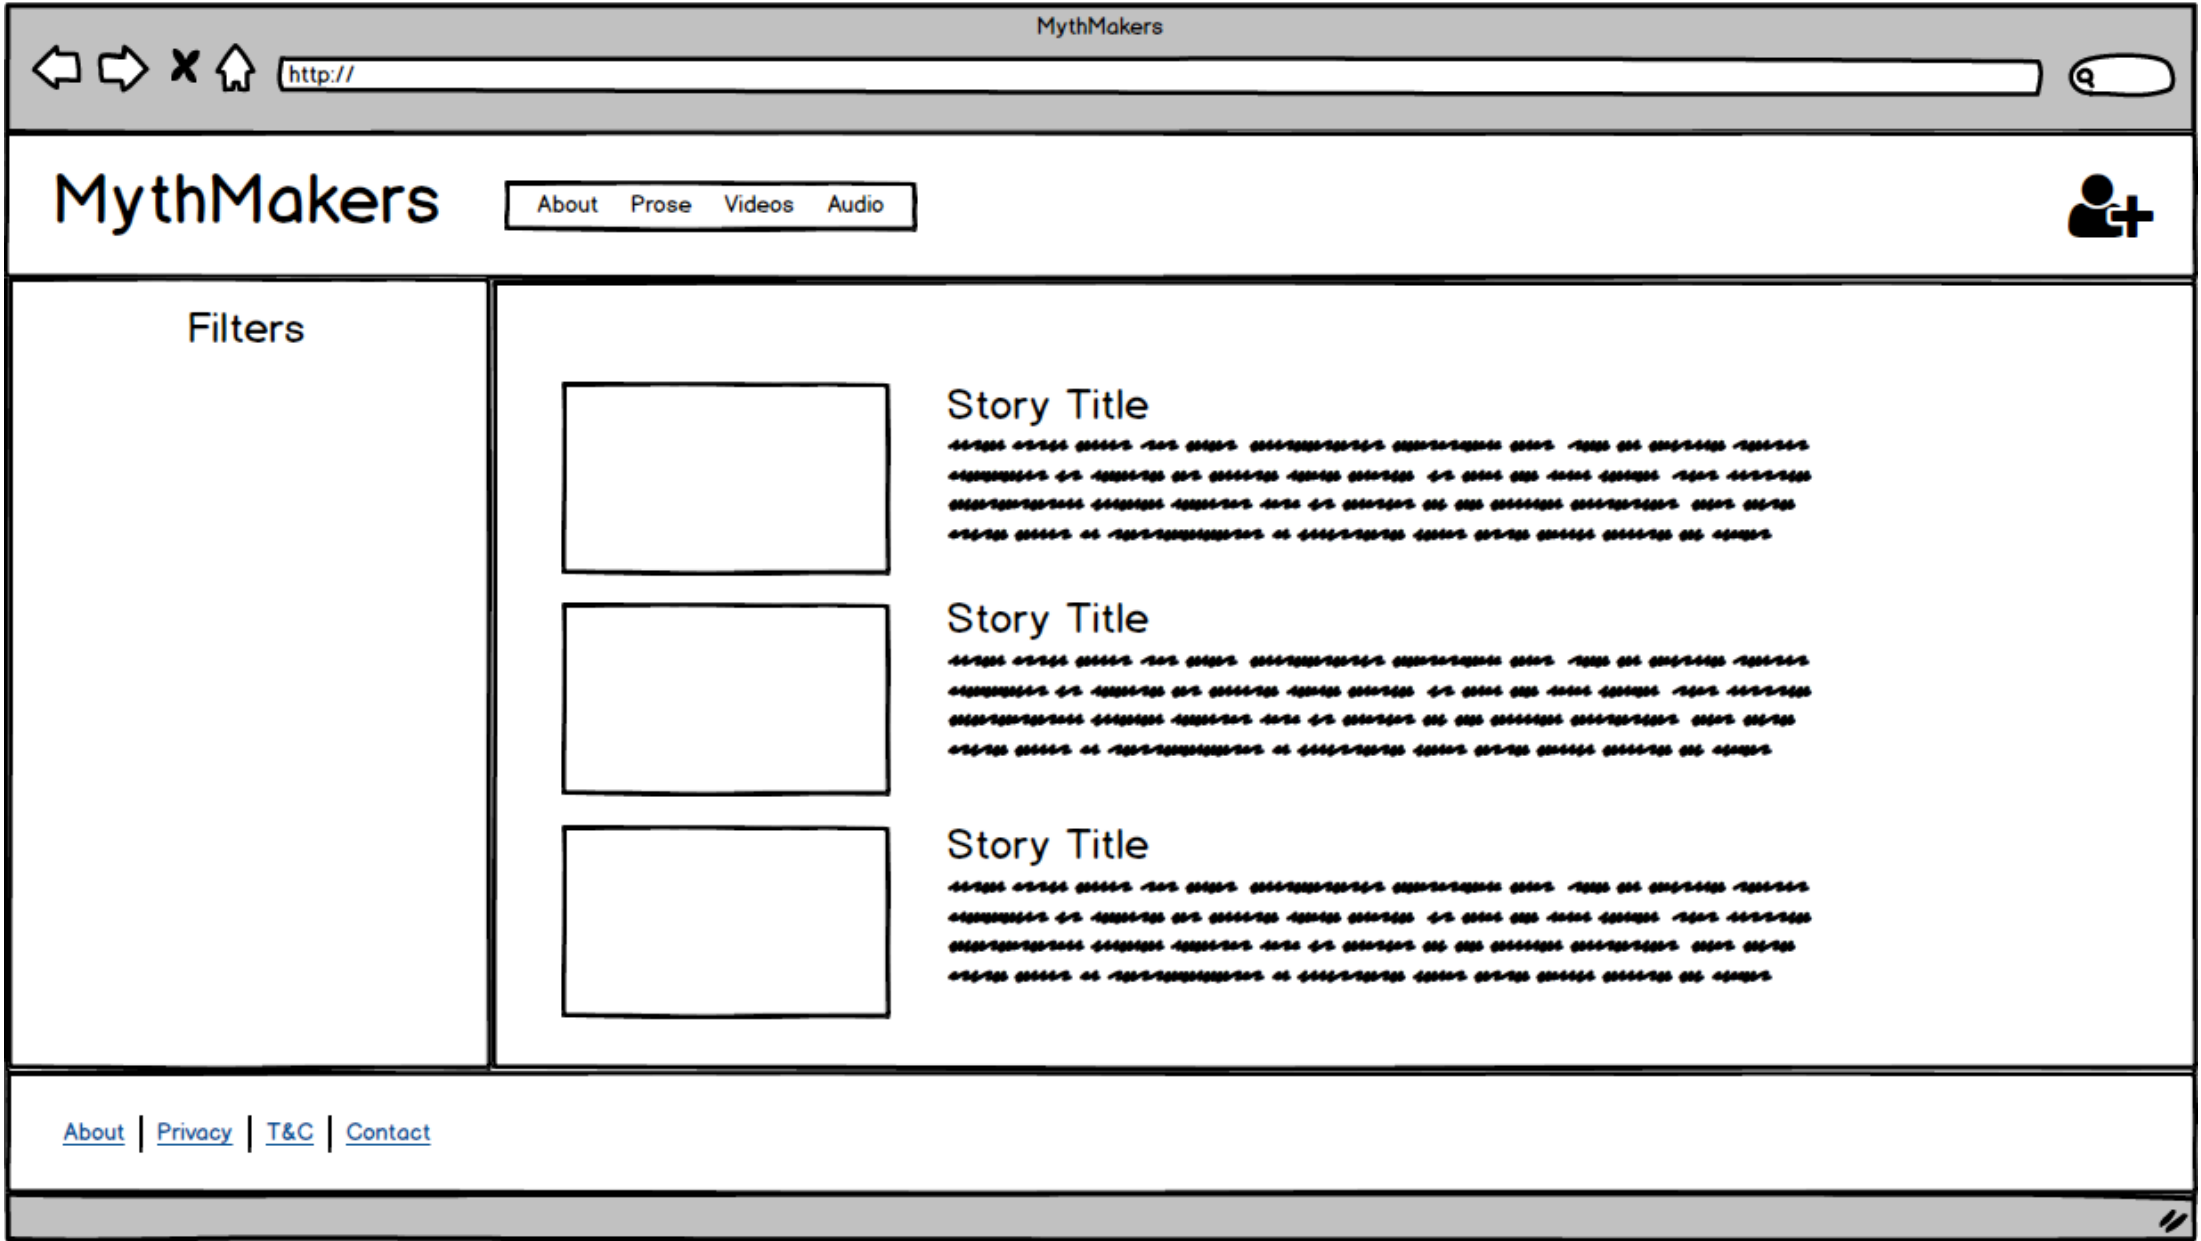 MythMakers
http://
MythMakers
About Prose Videos Audio
Filters
Story Title
Story Title
Story Title
About | Privacy | T&C | Contact